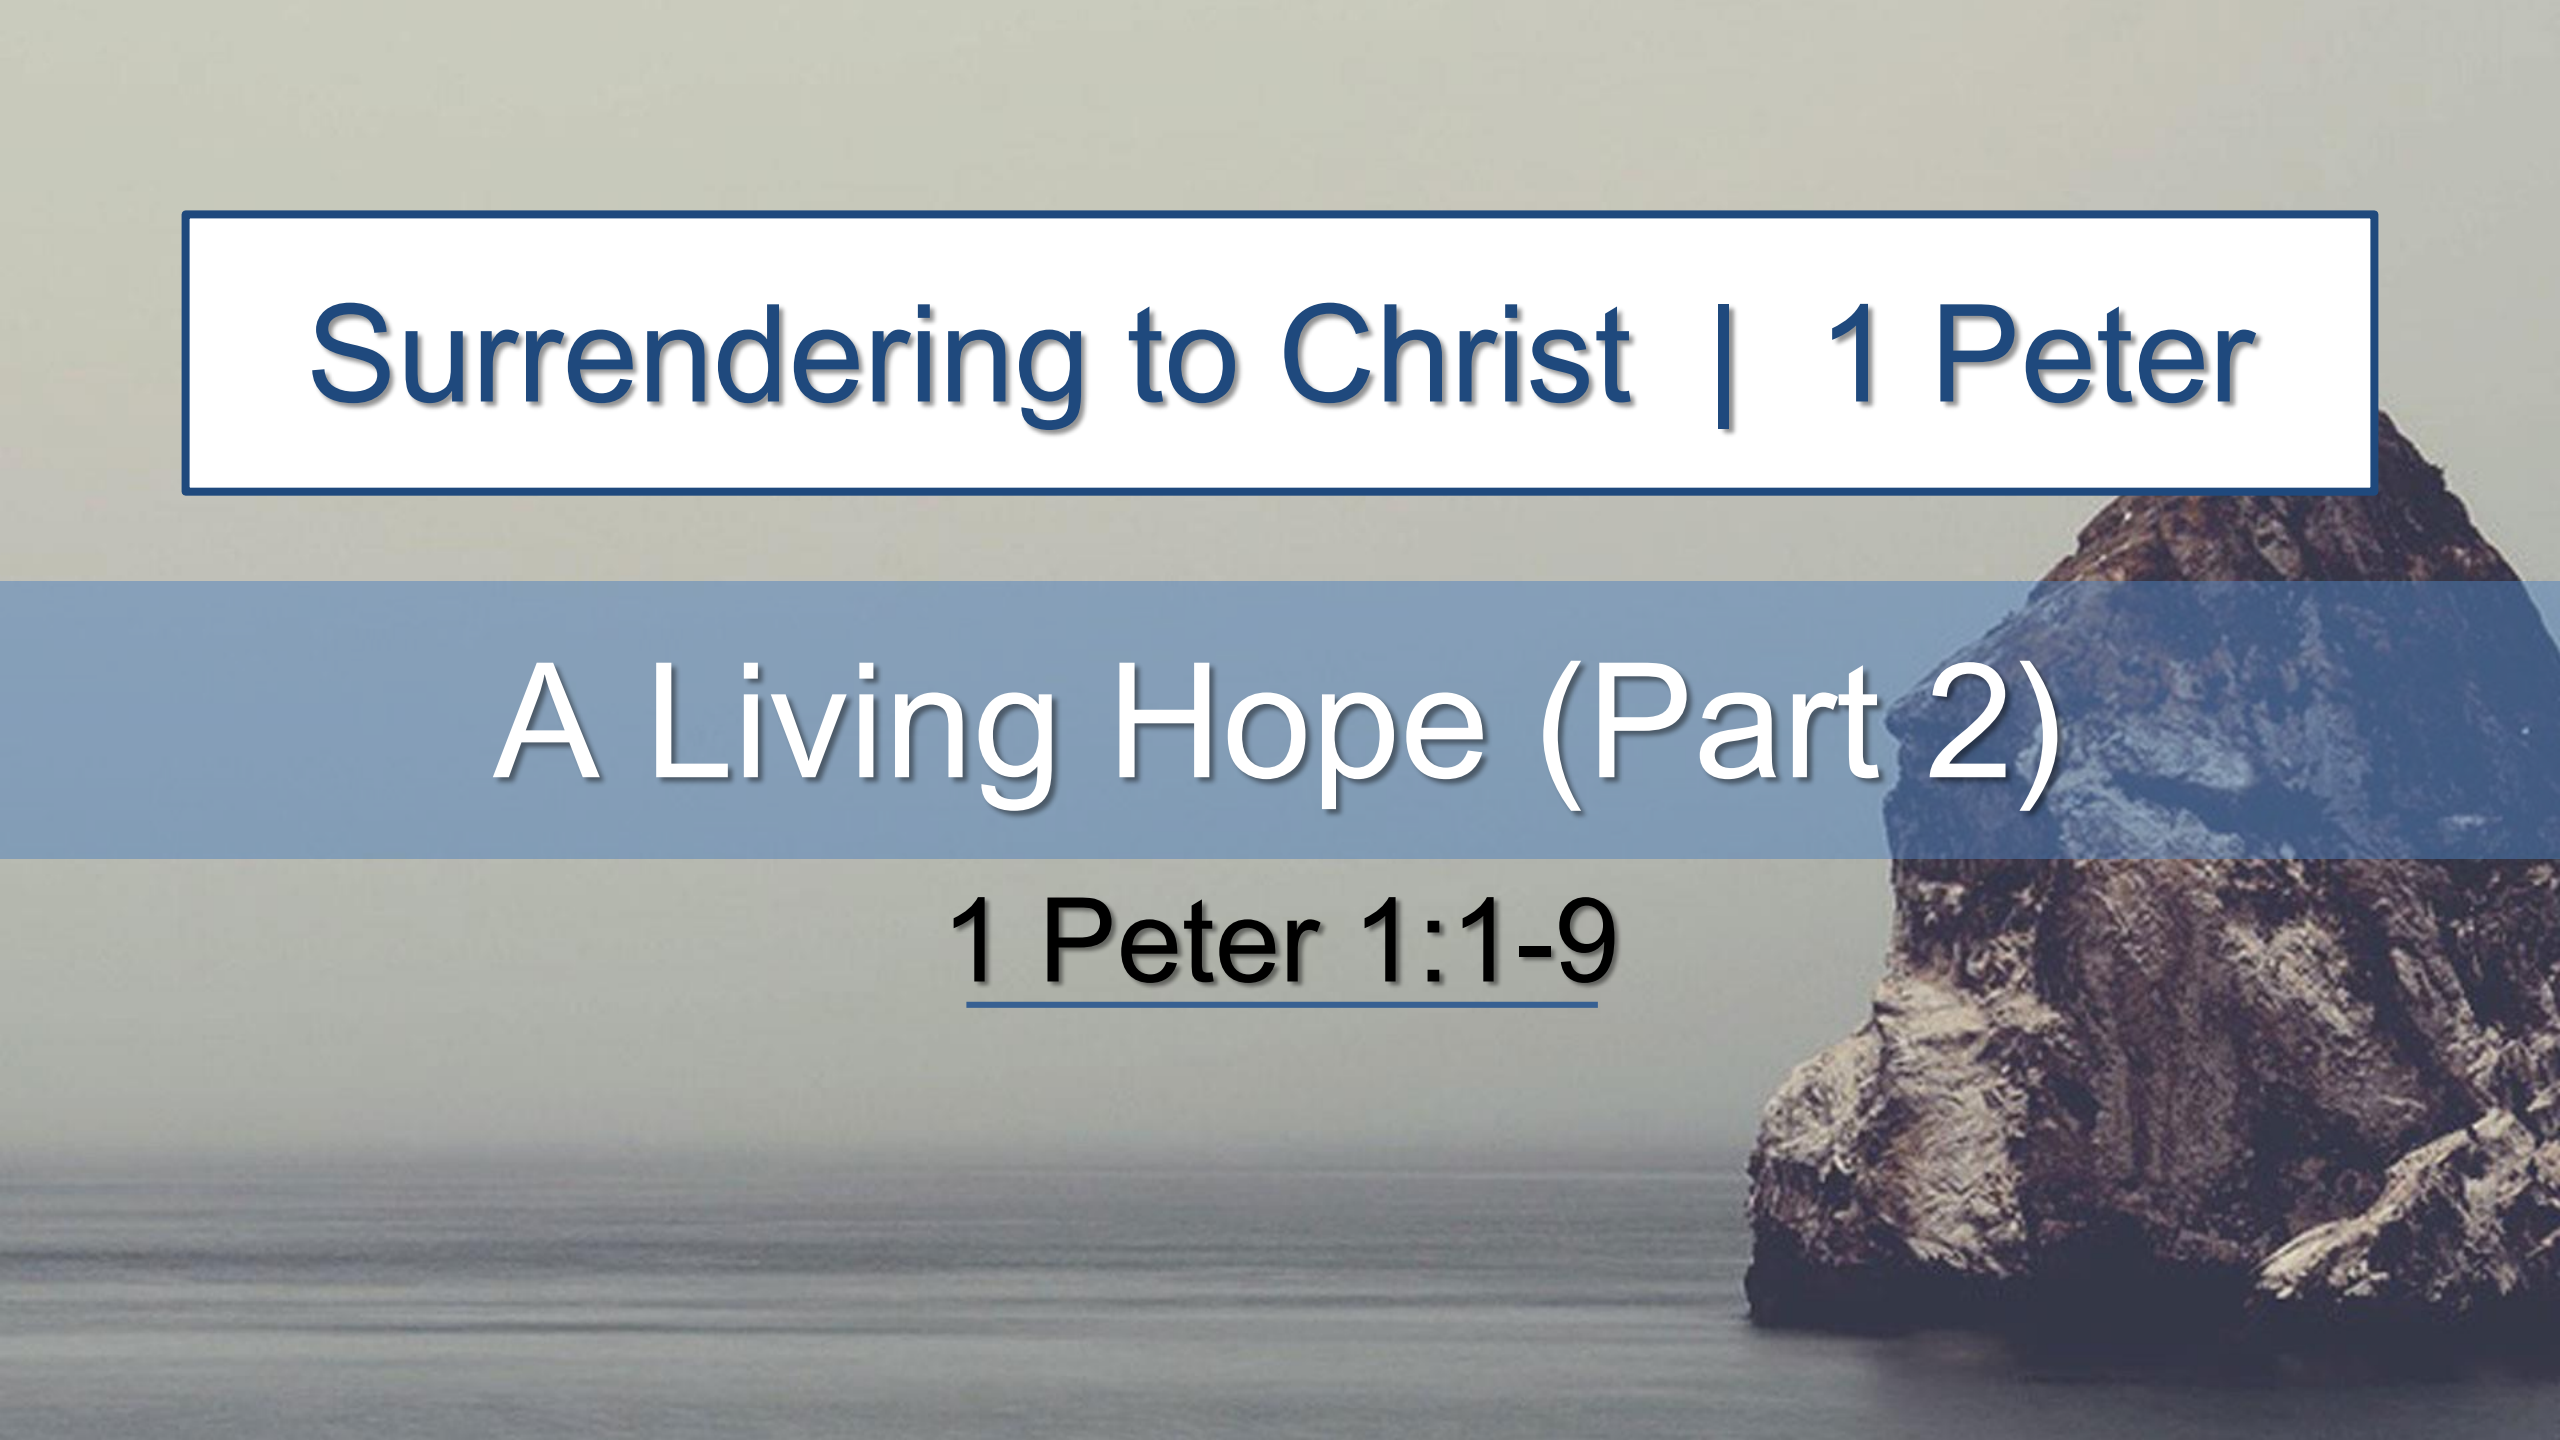 Surrendering to Christ | 1 Peter
A Living Hope (Part 2)
1 Peter 1:1-9